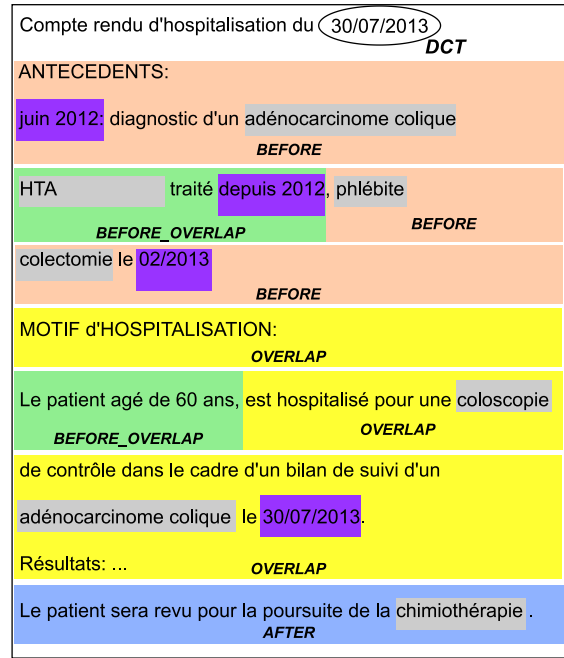 Compte rendu d'hospitalisation du 30/07/2013
DCT
ANTECEDENTS:
juin 2012: diagnostic d'un adénocarcinome colique
BEFORE
HTA traité depuis 2012, phlébite
BEFORE_OVERLAP BEFORE
colectomie le 02/2013
BEFORE
MOTIF d'HOSPITALISATION:
OVERLAP
Le patient agé de 60 ans, est hospitalisé pour une coloscopie
BEFORE_OVERLAP OVERLAP
de contrôle dans le cadre d'un bilan de suivi d'un
adénocarcinome colique le 30/07/2013.
Résultats: ... OVERLAP
Le patient sera revu pour la poursuite de la chimiothérapie .
AFTER